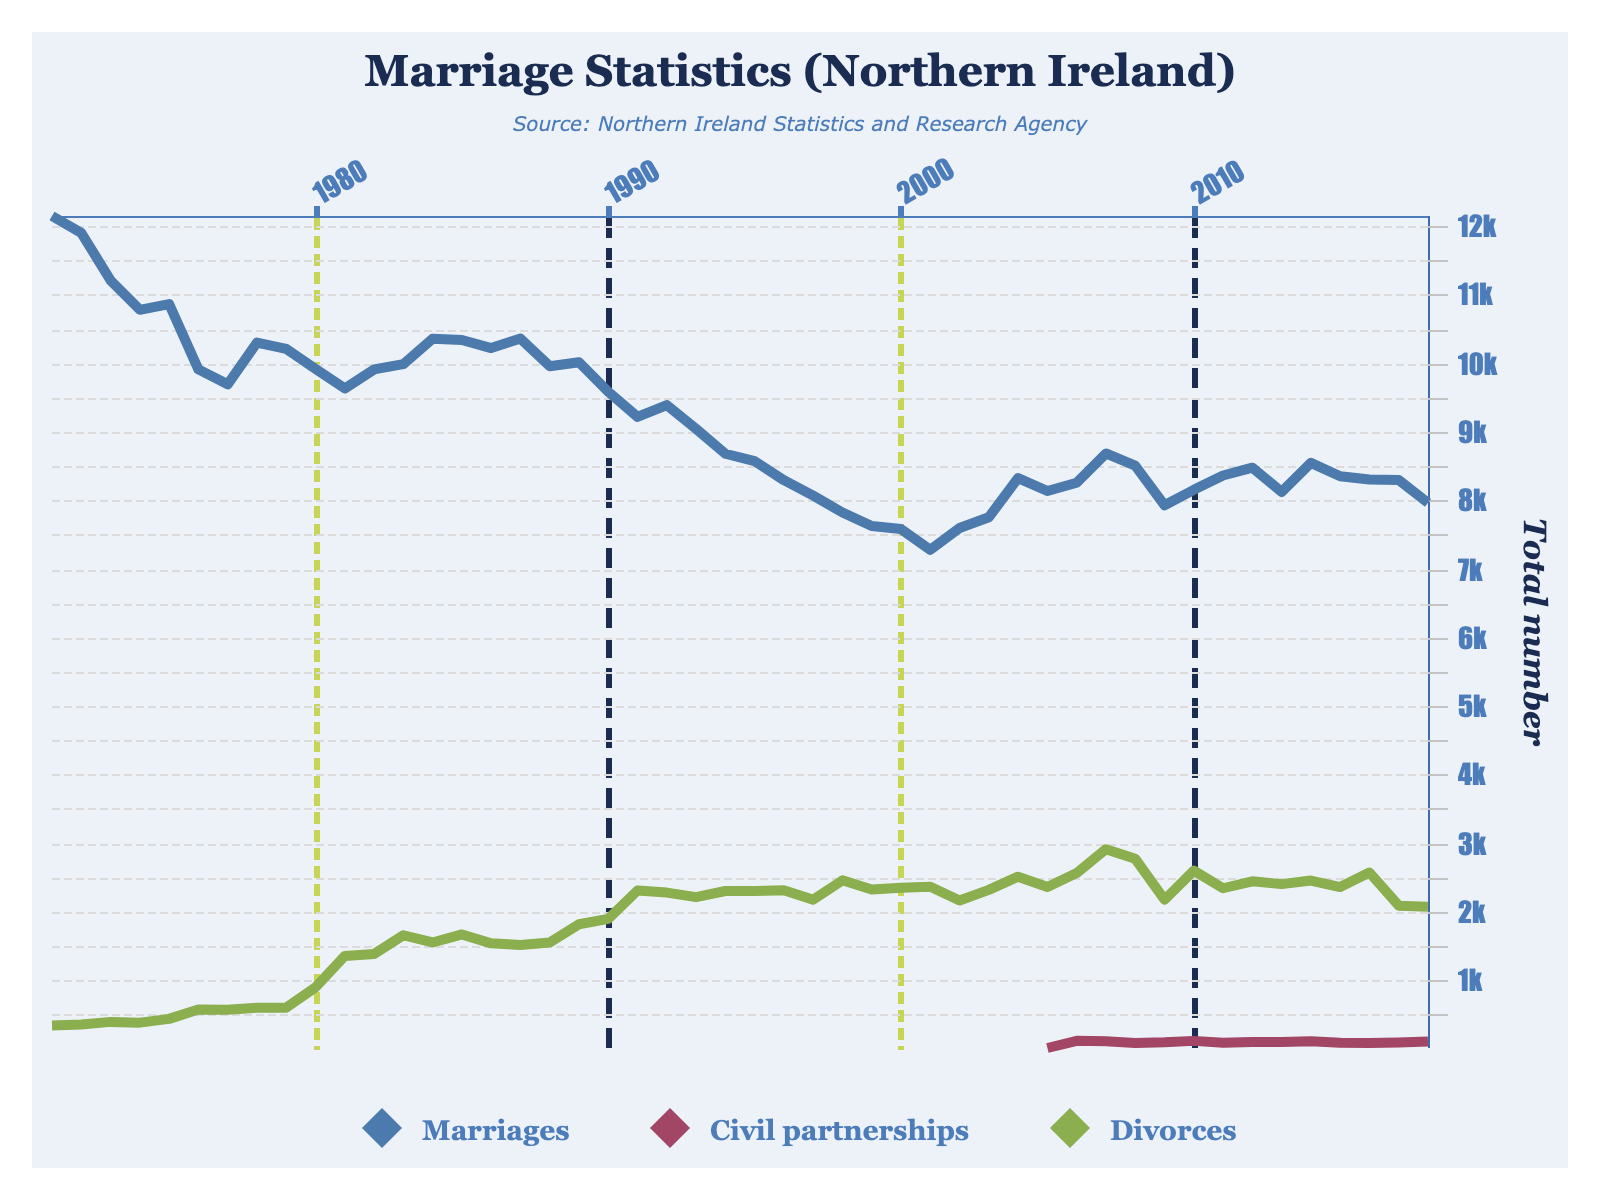 Marriage Statistics (Northern Ireland)
Source: Northern Ireland Statistics and Research Agency
1980
1990
2000
2010
12k
11k
10k
9k
8k
7k
6k
5k
4k
3k
2k
1k
Total number
Marriages
Civil partnerships
Divorces